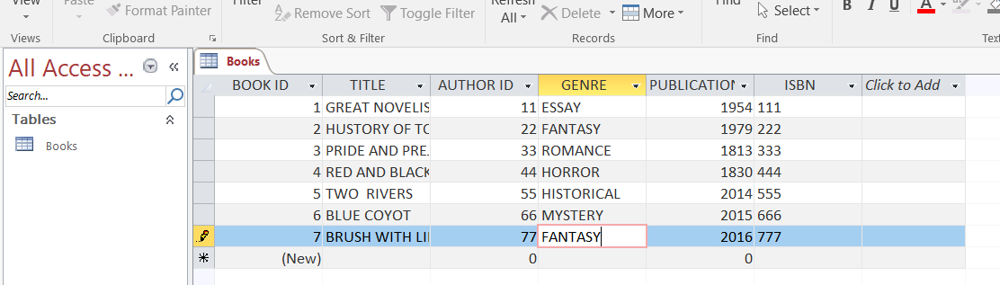 View Format Painter Filter Remove Sort Toggle Filter Refresh All Delete More Find Select B I U A
Views Clipboard Sort & Filter Records Find Text
All Access ... «
Search...
Tables
Books
Books
BOOK ID TITLE AUTHOR ID GENRE PUBLICATION ISBN Click to Add
1 GREAT NOVELIS 11 ESSAY 1954 111
2 HUSTORY OF TO 22 FANTASY 1979 222
3 PRIDE AND PRE. 33 ROMANCE 1813 333
4 RED AND BLACK 44 HORROR 1830 444
5 TWO  RIVERS 55 HISTORICAL 2014 555
6 BLUE COYOT 66 MYSTERY 2015 666
7 BRUSH WITH LI 77 FANTASY 2016 777
(New) 0 0